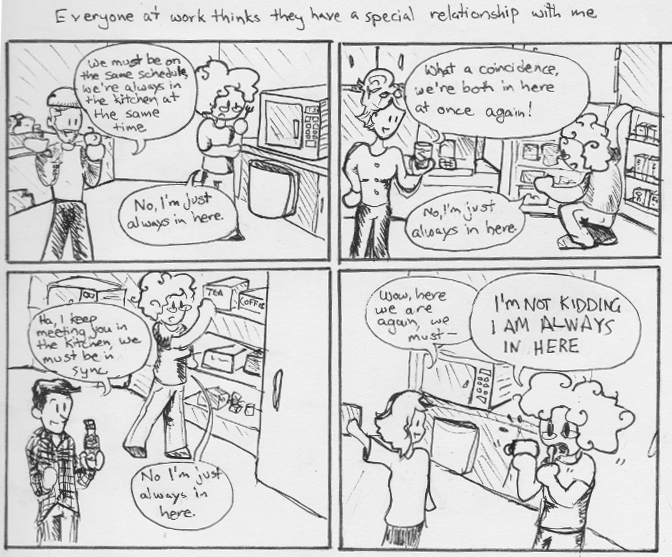 Everyone at work thinks they have a special relationship with me
We must be on
the same schedule,
we're always in
the kitchen at
the same
time
No, I'm just
always in here.
What a coincidence,
we're both in here
at once again!
No, I'm just
always in here
Ha, I keep
meeting you in
the kitchen, we
must be in
sync
TEA
COFFEE
No I'm just
always in
here.
Wow, here
we are
again, we
must—
I'M NOT KIDDING
I AM ALWAYS
IN HERE